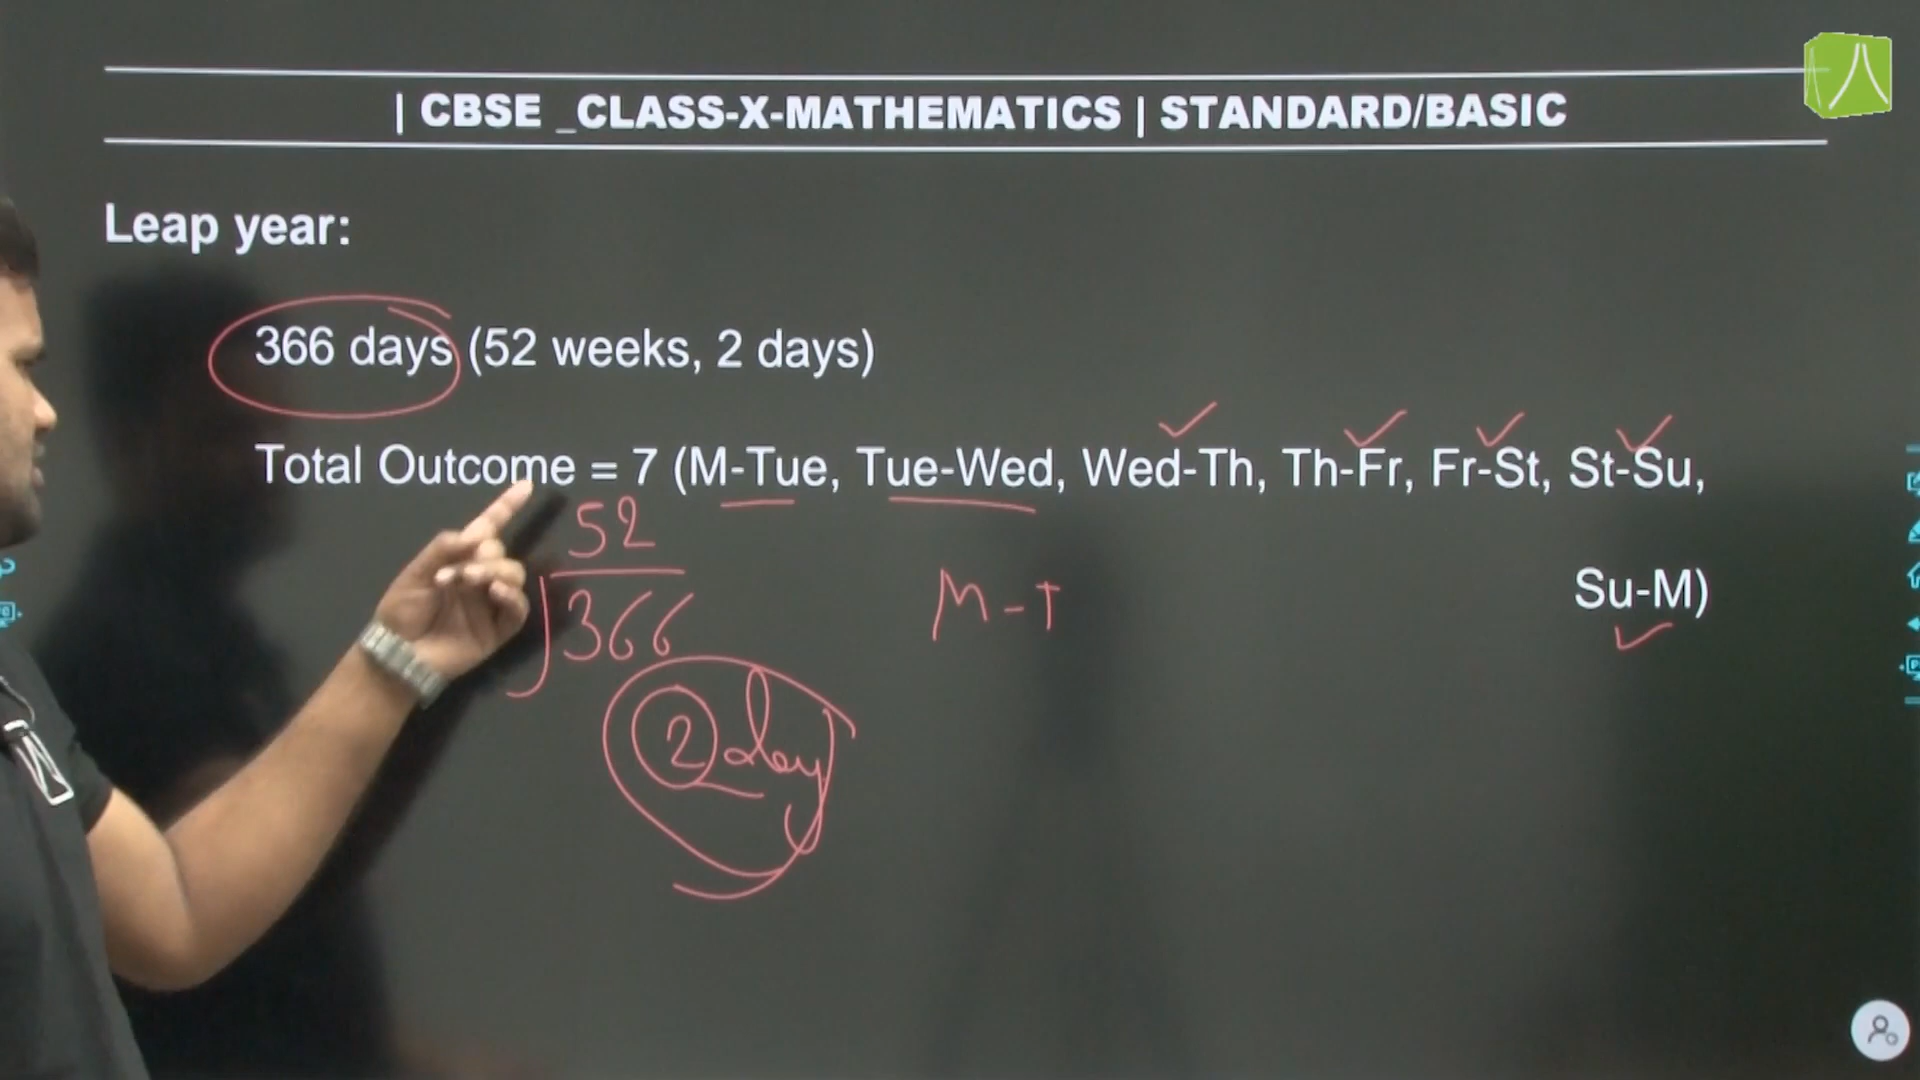 | CBSE _CLASS-X-MATHEMATICS | STANDARD/BASIC
Leap year:
366 days (52 weeks, 2 days)
Total Outcome = 7 (M-Tue, Tue-Wed, Wed-Th, Th-Fr, Fr-St, St-Su,
Su-M)
52
366
M-T
2 day